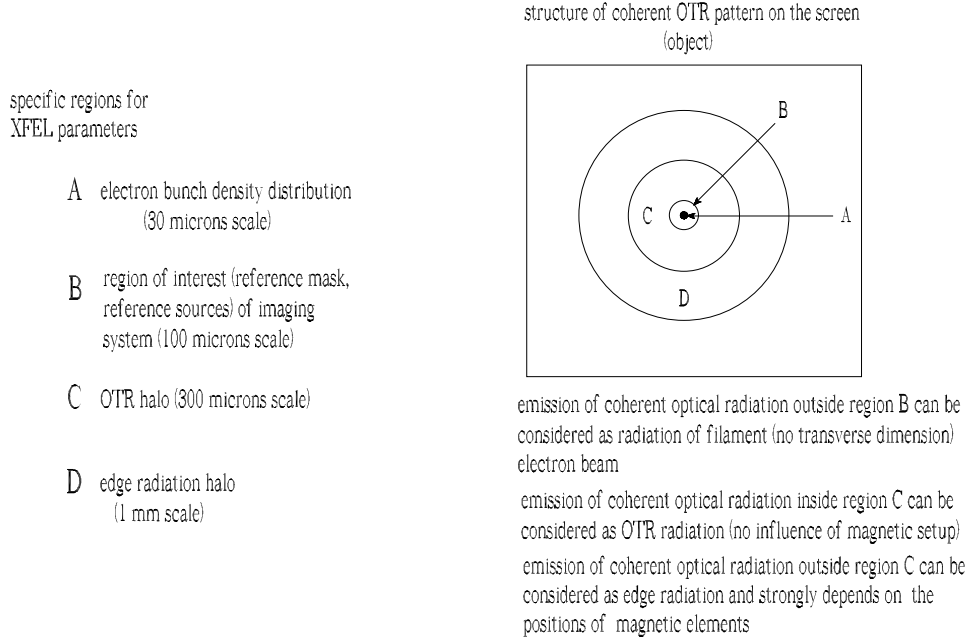 specific regions for
XFEL parameters
A electron bunch density distribution
(30 microns scale)
B region of interest (reference mask,
reference sources) of imaging
system (100 microns scale)
C OTR halo (300 microns scale)
D edge radiation halo
(1 mm scale)
structure of coherent OTR pattern on the screen
(object)
B
C
A
D
emission of coherent optical radiation outside region B can be
considered as radiation of filament (no transverse dimension)
electron beam
emission of coherent optical radiation inside region C can be
considered as OTR radiation (no influence of magnetic setup)
emission of coherent optical radiation outside region C can be
considered as edge radiation and strongly depends on the
positions of magnetic elements